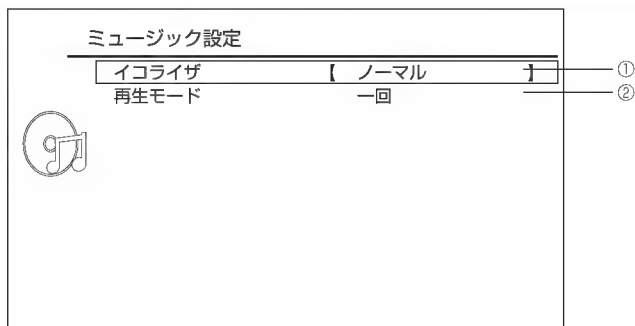 ミュージック設定
イコライザ 【 ノーマル 】 ①
再生モード 一回 ②